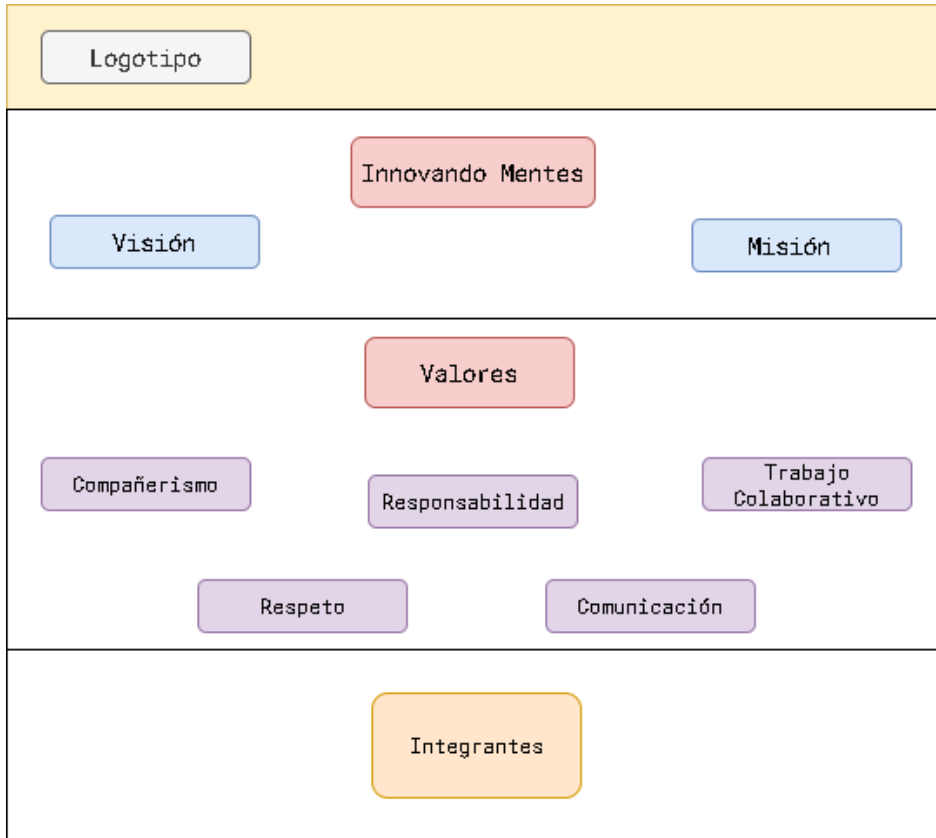 Logotipo
Innovando Mentes
Visión
Misión
Valores
Compañerismo
Responsabilidad
Trabajo
Colaborativo
Respeto
Comunicación
Integrantes